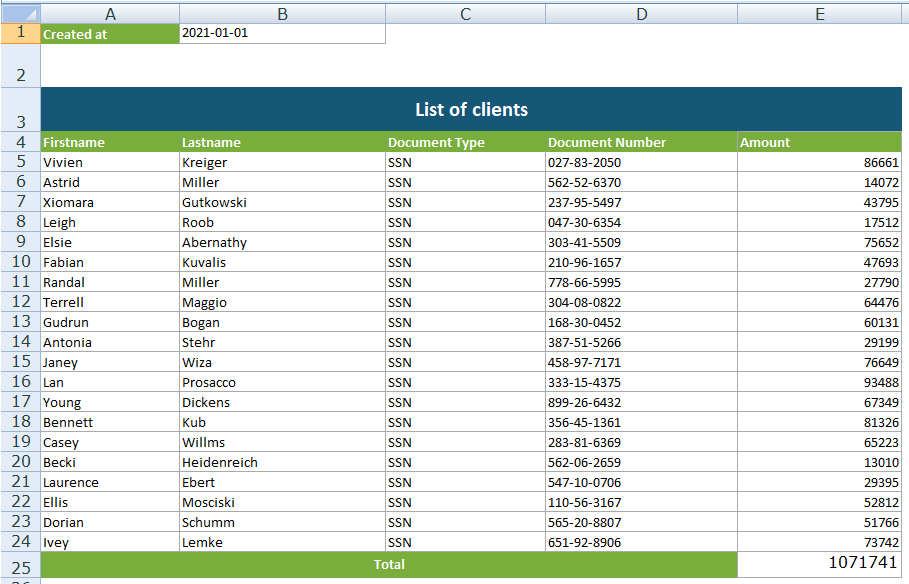 A B C D E
1 Created at 2021-01-01
2
3 List of clients
4 Firstname Lastname Document Type Document Number Amount
5 Vivien Kreiger SSN 027-83-2050 86661
6 Astrid Miller SSN 562-52-6370 14072
7 Xiomara Gutkowski SSN 237-95-5497 43795
8 Leigh Roob SSN 047-30-6354 17512
9 Elsie Abernathy SSN 303-41-5509 75652
10 Fabian Kuvalis SSN 210-96-1657 47693
11 Randal Miller SSN 778-66-5995 27790
12 Terrell Maggio SSN 304-08-0822 64476
13 Gudrun Bogan SSN 168-30-0452 60131
14 Antonia Stehr SSN 387-51-5266 29199
15 Janey Wiza SSN 458-97-7171 76649
16 Lan Prosacco SSN 333-15-4375 93488
17 Young Dickens SSN 899-26-6432 67349
18 Bennett Kub SSN 356-45-1361 81326
19 Casey Willms SSN 283-81-6369 65223
20 Becki Heidenreich SSN 562-06-2659 13010
21 Laurence Ebert SSN 547-10-0706 29395
22 Ellis Mosciski SSN 110-56-3167 52812
23 Dorian Schumm SSN 565-20-8807 51766
24 Ivey Lemke SSN 651-92-8906 73742
25 Total 1071741